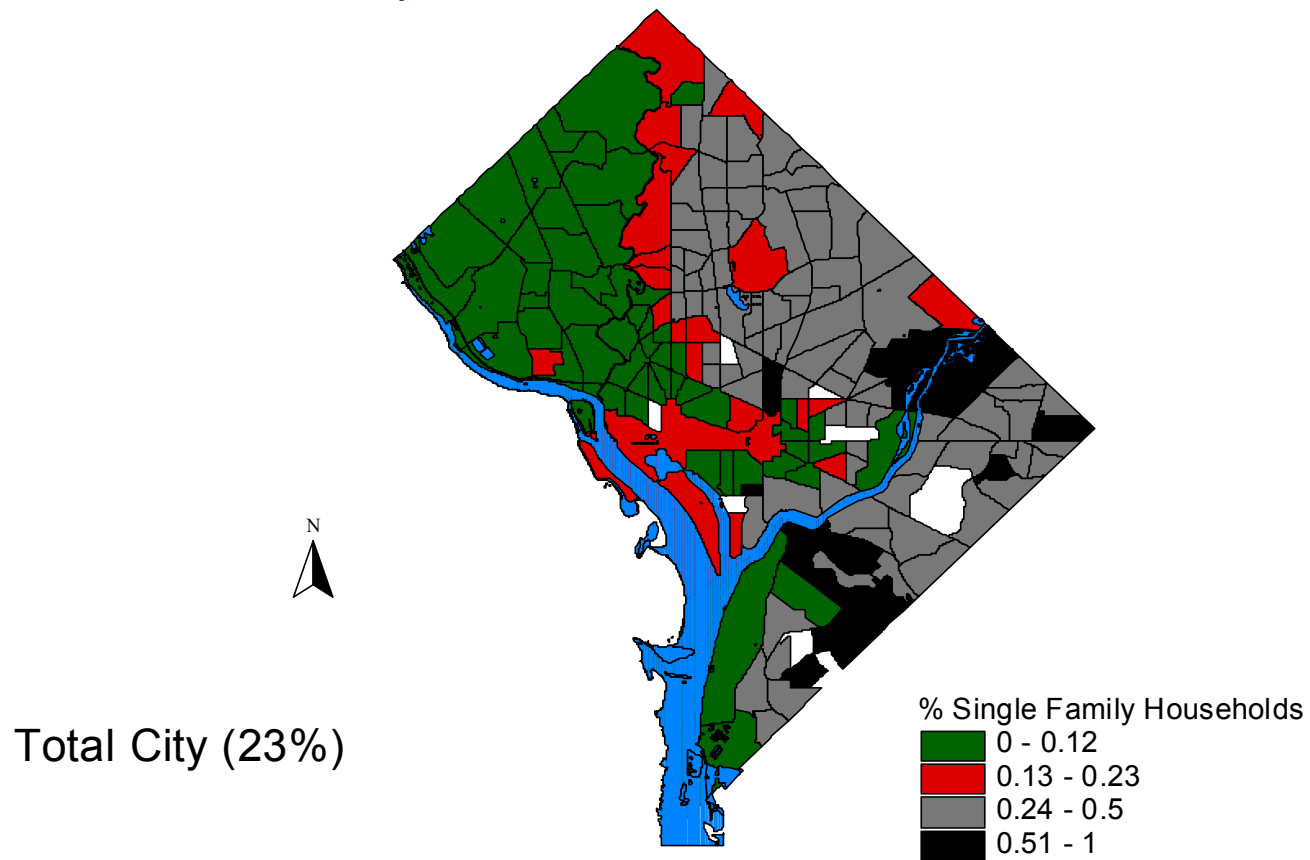 N
Total City (23%)
% Single Family Households
0 - 0.12
0.13 - 0.23
0.24 - 0.5
0.51 - 1